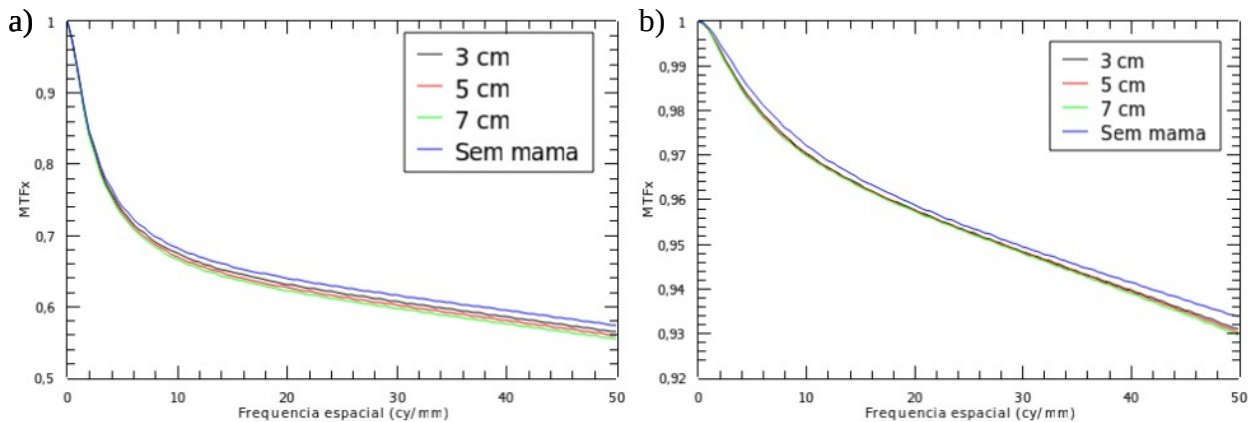 a)
1
0,9
0,8
0,7
0,6
0,5
MTFx
0
10
20
30
40
50
Frequencia espacial (cy/mm)
3 cm
5 cm
7 cm
Sem mama
b)
1
0,99
0,98
0,97
0,96
0,95
0,94
0,93
0,92
MTFx
0
10
20
30
40
50
Frequencia espacial (cy/mm)
3 cm
5 cm
7 cm
Sem mama